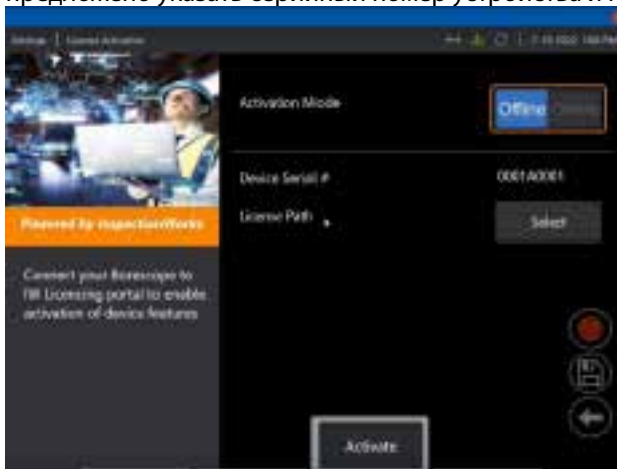 предложено указать серийный номер устройства и
Settings | License Activation
Activation Mode
Offline
Device Serial #
0001A0001
License Path
Select
Powered by InspectionWorks
Connect your Borescope to
IW Licensing portal to enable
activation of device features
Activate